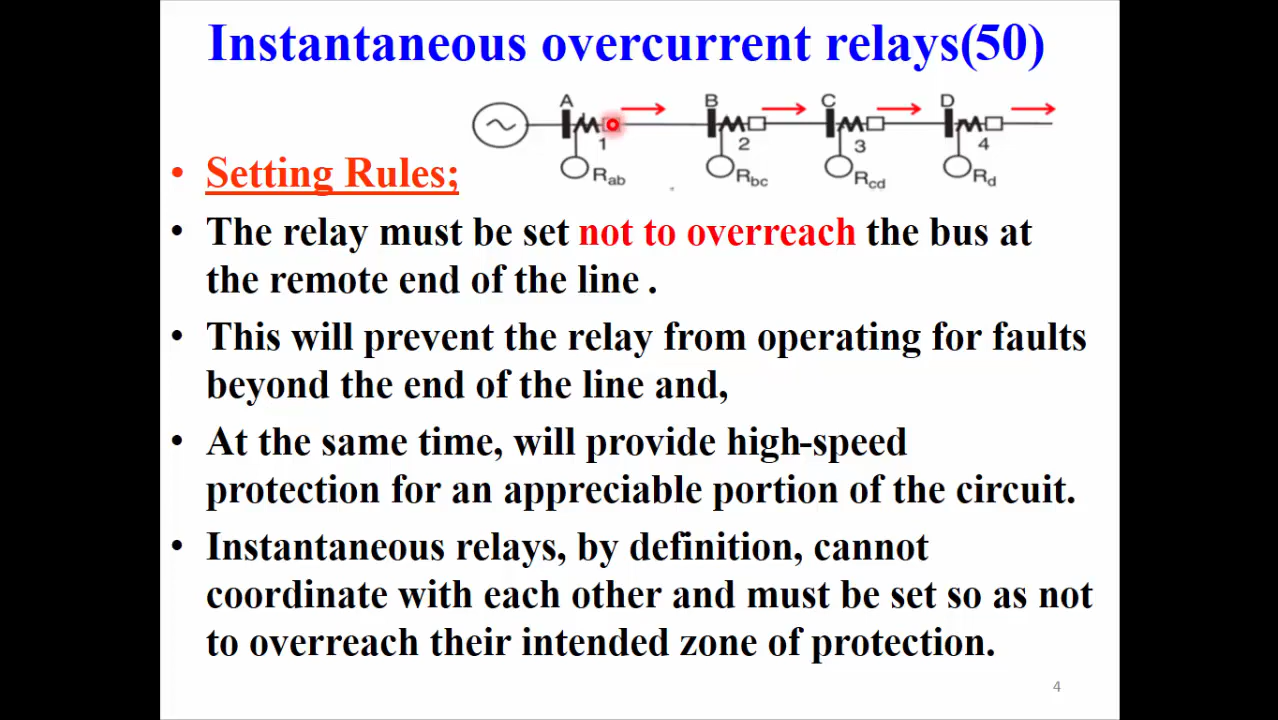 Instantaneous overcurrent relays(50)
A B C D
1 2 3 4
Rab Rbc Rcd Rd
• Setting Rules;
• The relay must be set not to overreach the bus at
the remote end of the line .
• This will prevent the relay from operating for faults
beyond the end of the line and,
• At the same time, will provide high-speed
protection for an appreciable portion of the circuit.
• Instantaneous relays, by definition, cannot
coordinate with each other and must be set so as not
to overreach their intended zone of protection.
4